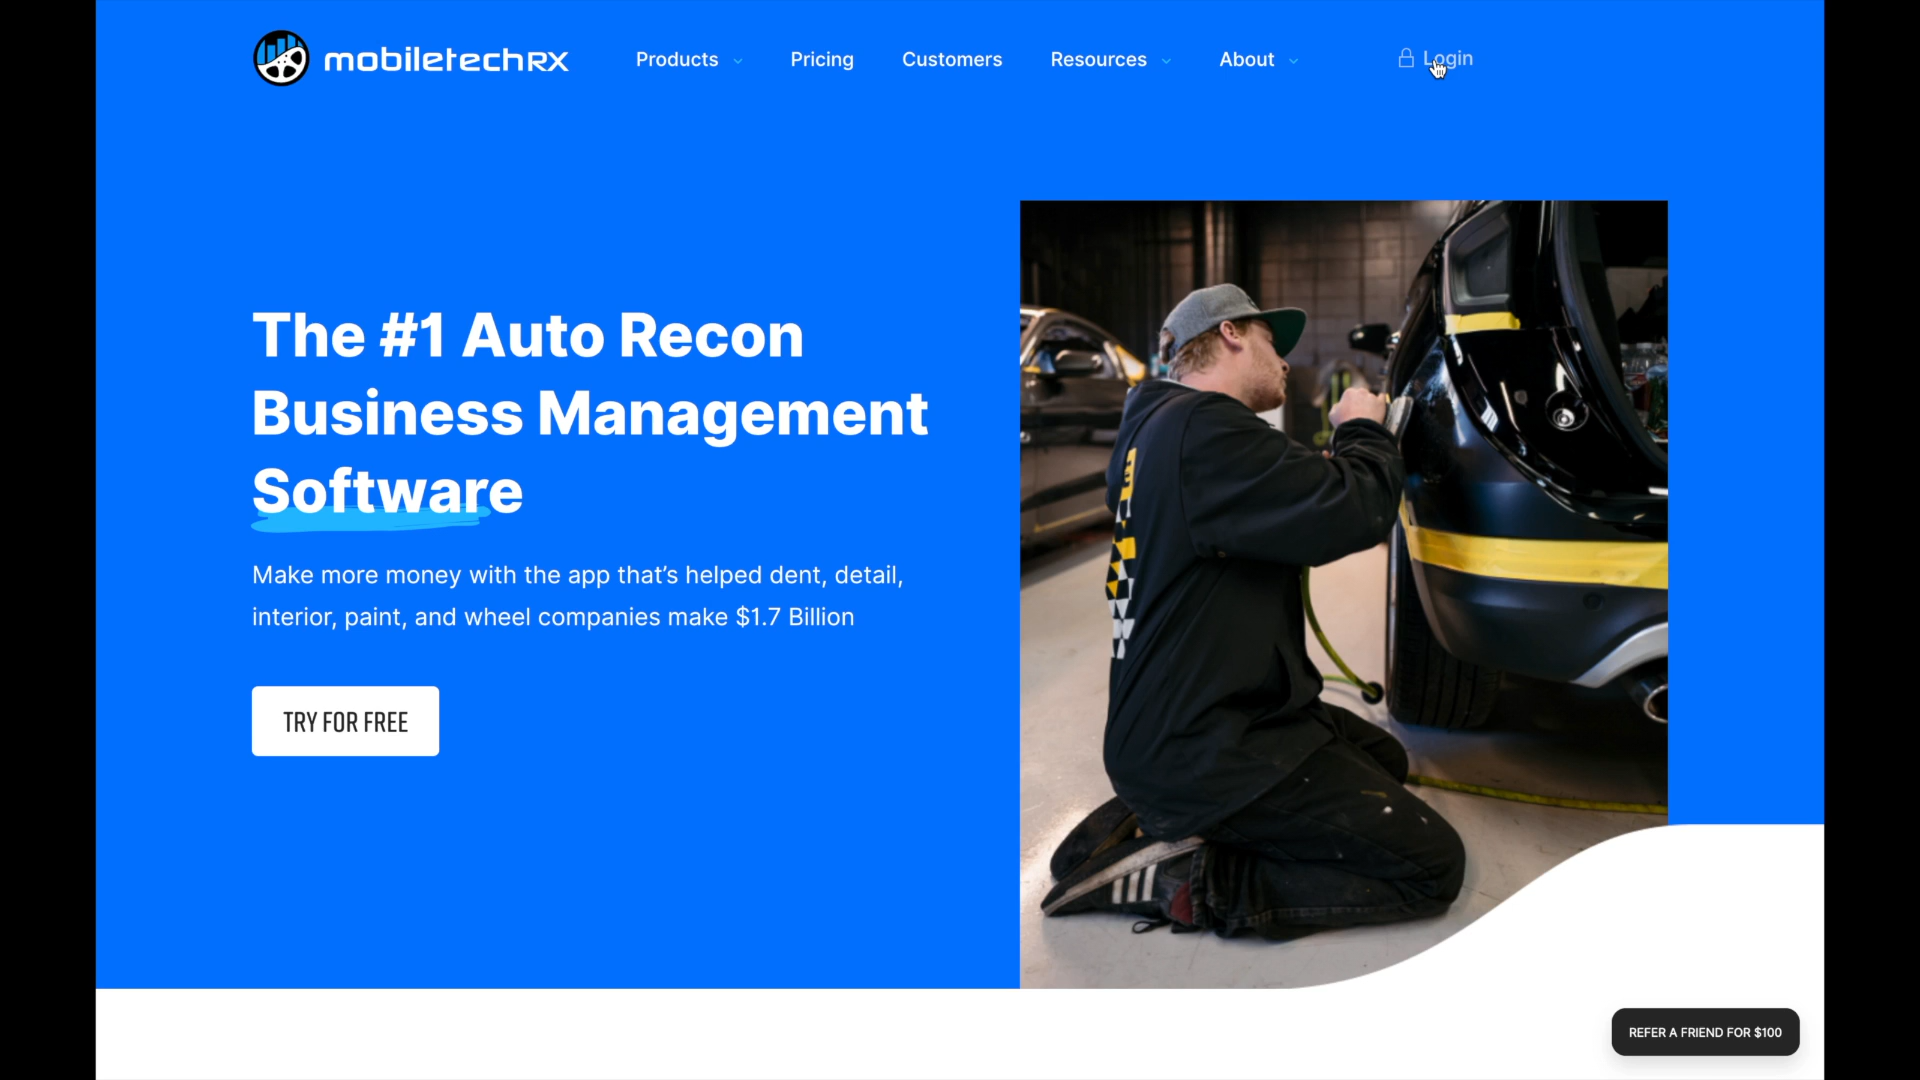 mobiletechRX
Products
Pricing
Customers
Resources
About
Login
The #1 Auto Recon
Business Management
Software
Make more money with the app that’s helped dent, detail,
interior, paint, and wheel companies make $1.7 Billion
TRY FOR FREE
REFER A FRIEND FOR $100